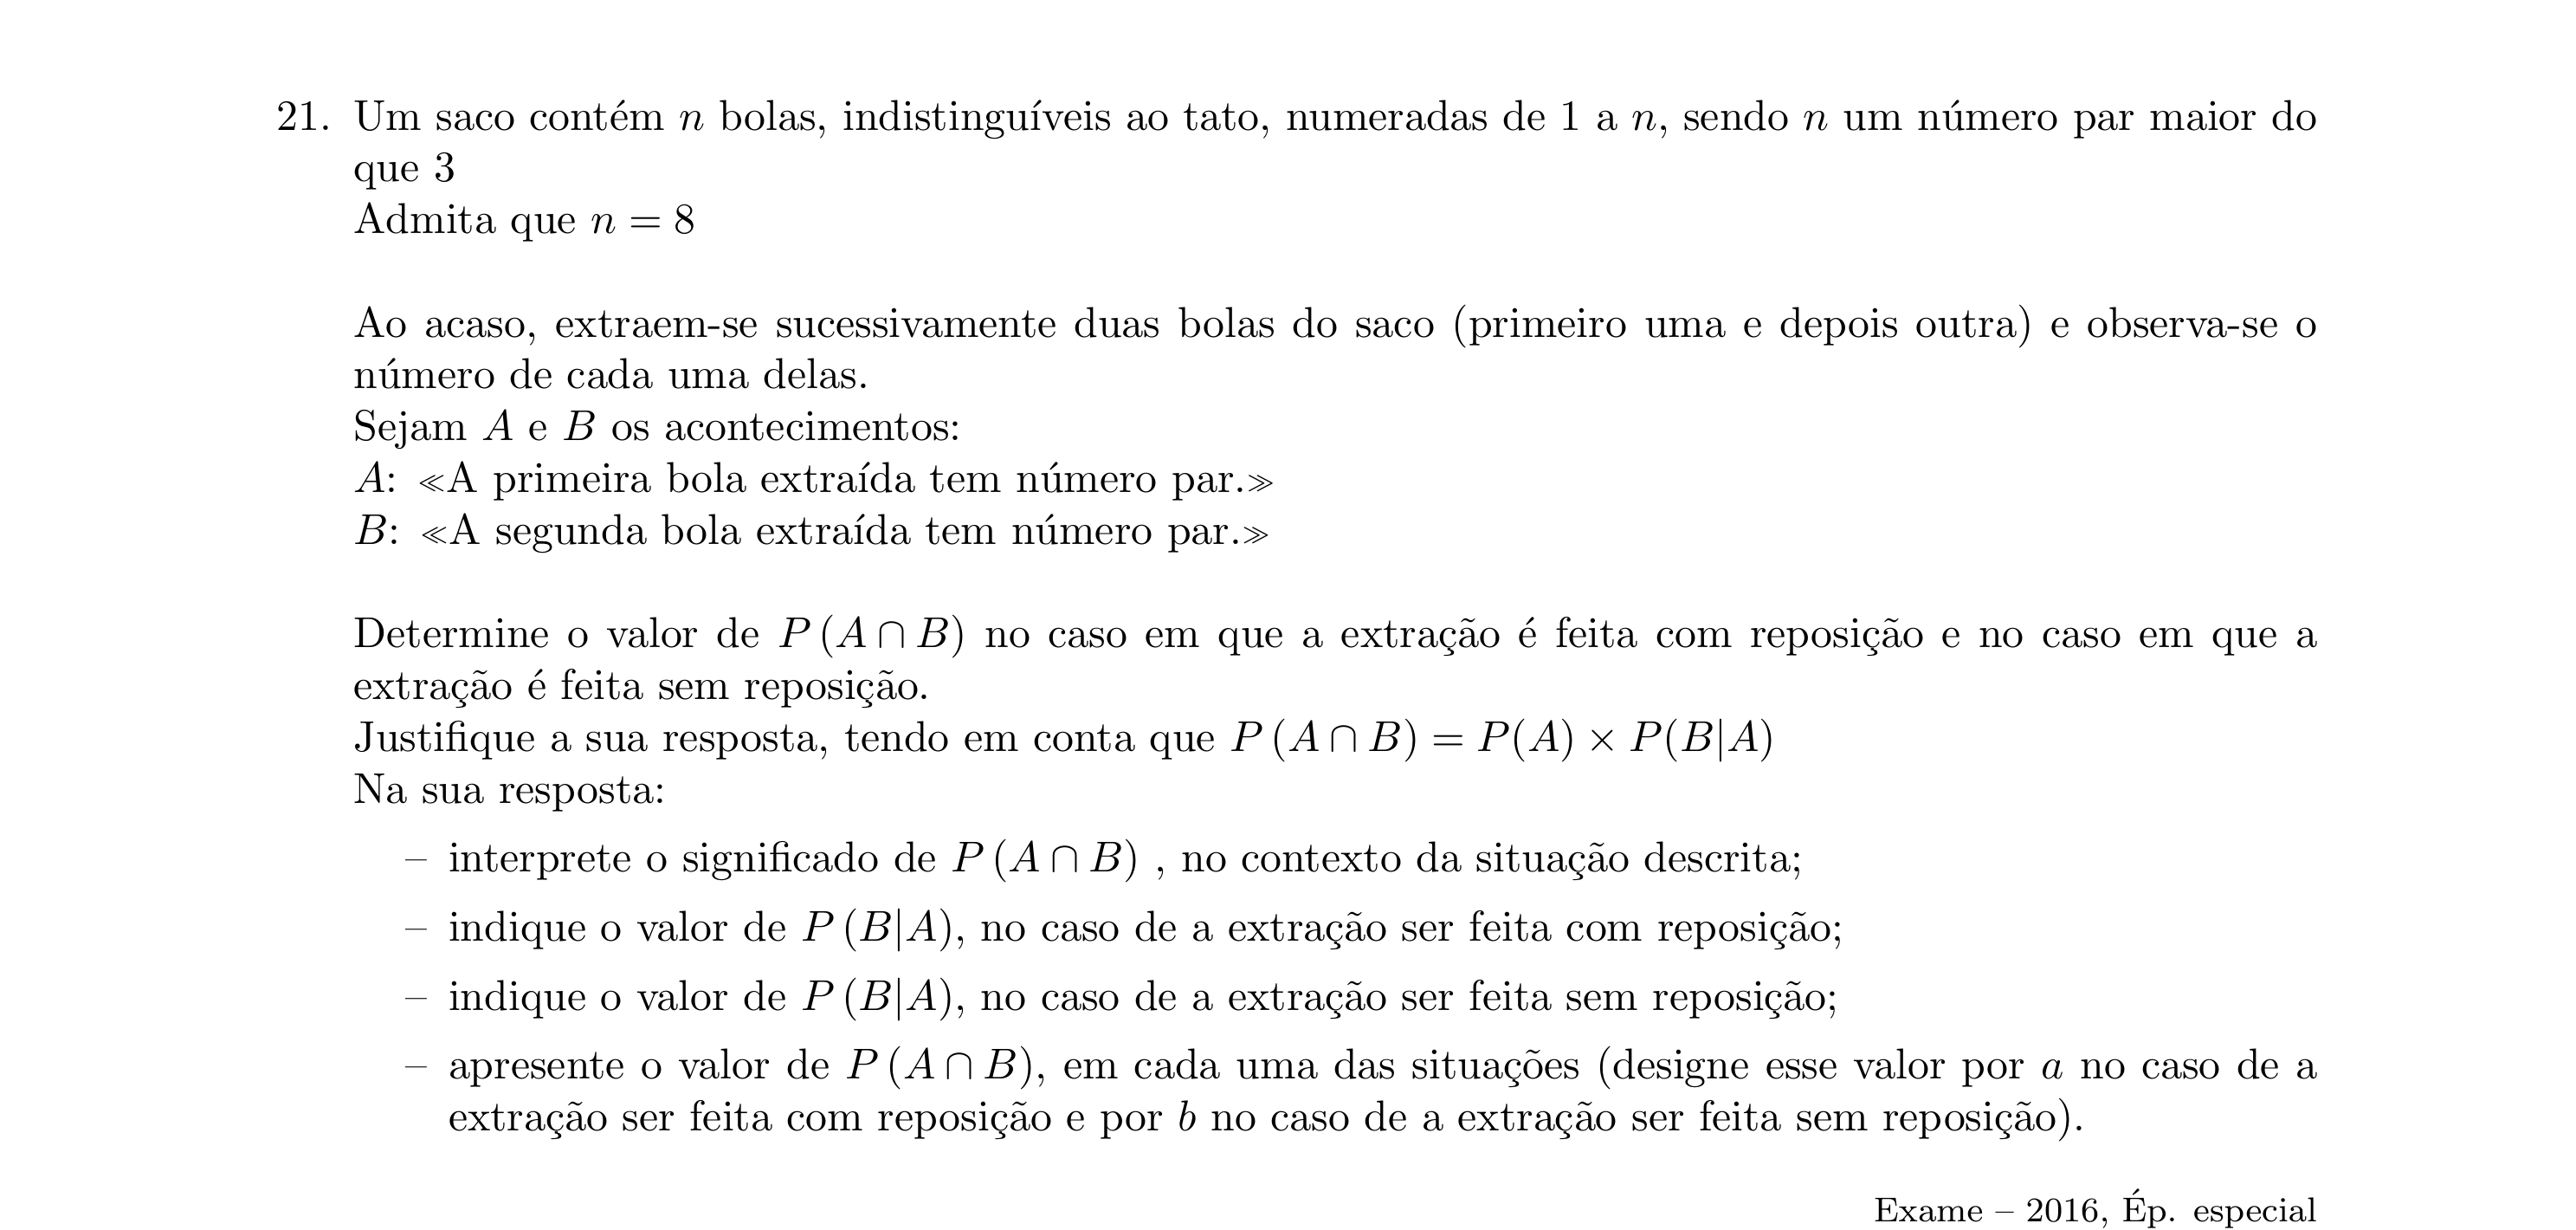 21. Um saco contém n bolas, indistinguíveis ao tato, numeradas de 1 a n, sendo n um número par maior do
que 3
Admita que n = 8
Ao acaso, extraem-se sucessivamente duas bolas do saco (primeiro uma e depois outra) e observa-se o
número de cada uma delas.
Sejam A e B os acontecimentos:
A: ≪A primeira bola extraída tem número par.≫
B: ≪A segunda bola extraída tem número par.≫
Determine o valor de P (A ∩ B) no caso em que a extração é feita com reposição e no caso em que a
extração é feita sem reposição.
Justifique a sua resposta, tendo em conta que P (A ∩ B) = P(A) × P(B|A)
Na sua resposta:
– interprete o significado de P (A ∩ B) , no contexto da situação descrita;
– indique o valor de P (B|A), no caso de a extração ser feita com reposição;
– indique o valor de P (B|A), no caso de a extração ser feita sem reposição;
– apresente o valor de P (A ∩ B), em cada uma das situações (designe esse valor por a no caso de a
extração ser feita com reposição e por b no caso de a extração ser feita sem reposição).
Exame – 2016, Ép. especial